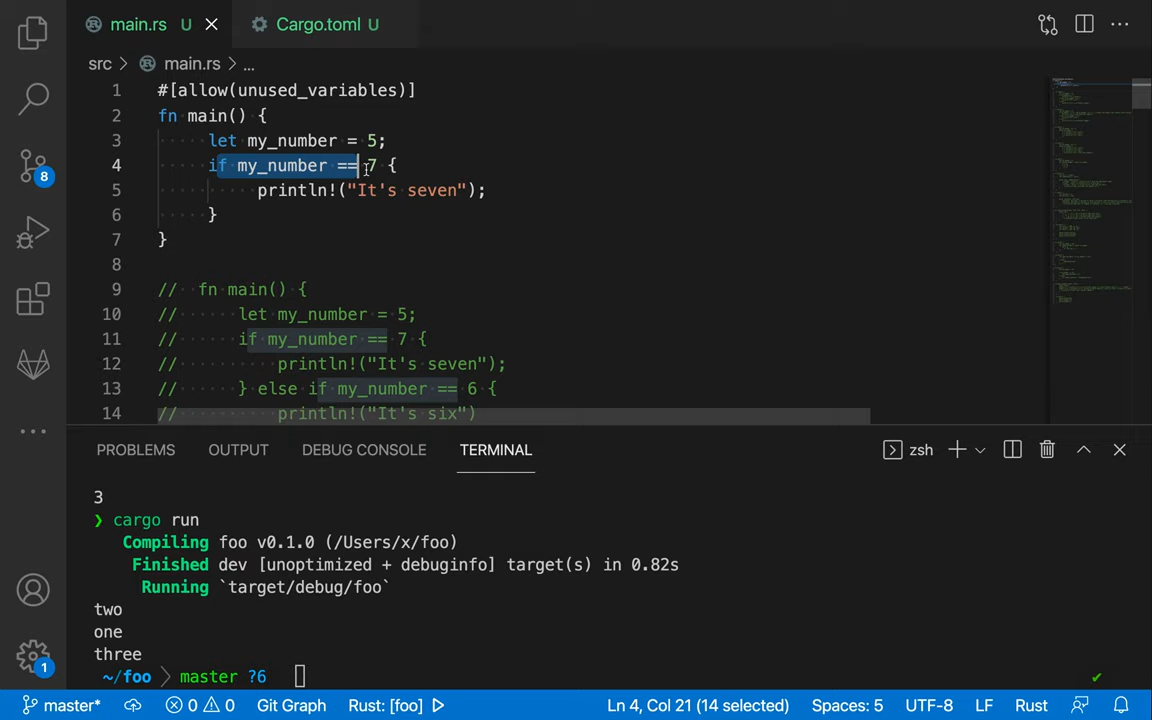 main.rs U Cargo.toml U
src > main.rs > ...
1 #[allow(unused_variables)]
2 fn main() {
3 let my_number = 5;
4 if my_number == 7 {
5 println!("It's seven");
6 }
7 }
8
9 // fn main() {
10 // let my_number = 5;
11 // if my_number == 7 {
12 // println!("It's seven");
13 // } else if my_number == 6 {
14 // println!("It's six")
8
PROBLEMS OUTPUT DEBUG CONSOLE TERMINAL zsh
3
❯ cargo run
Compiling foo v0.1.0 (/Users/x/foo)
Finished dev [unoptimized + debuginfo] target(s) in 0.82s
Running `target/debug/foo`
two
one
three
~/foo > master ?6
1
master* 0 0 Git Graph Rust: [foo] Ln 4, Col 21 (14 selected) Spaces: 5 UTF-8 LF Rust